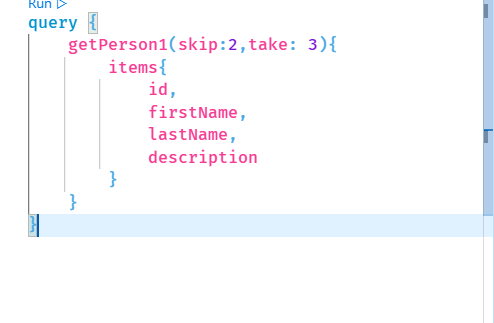 Run ▷
query {
getPerson1(skip:2,take: 3){
items{
id,
firstName,
lastName,
description
}
}
}